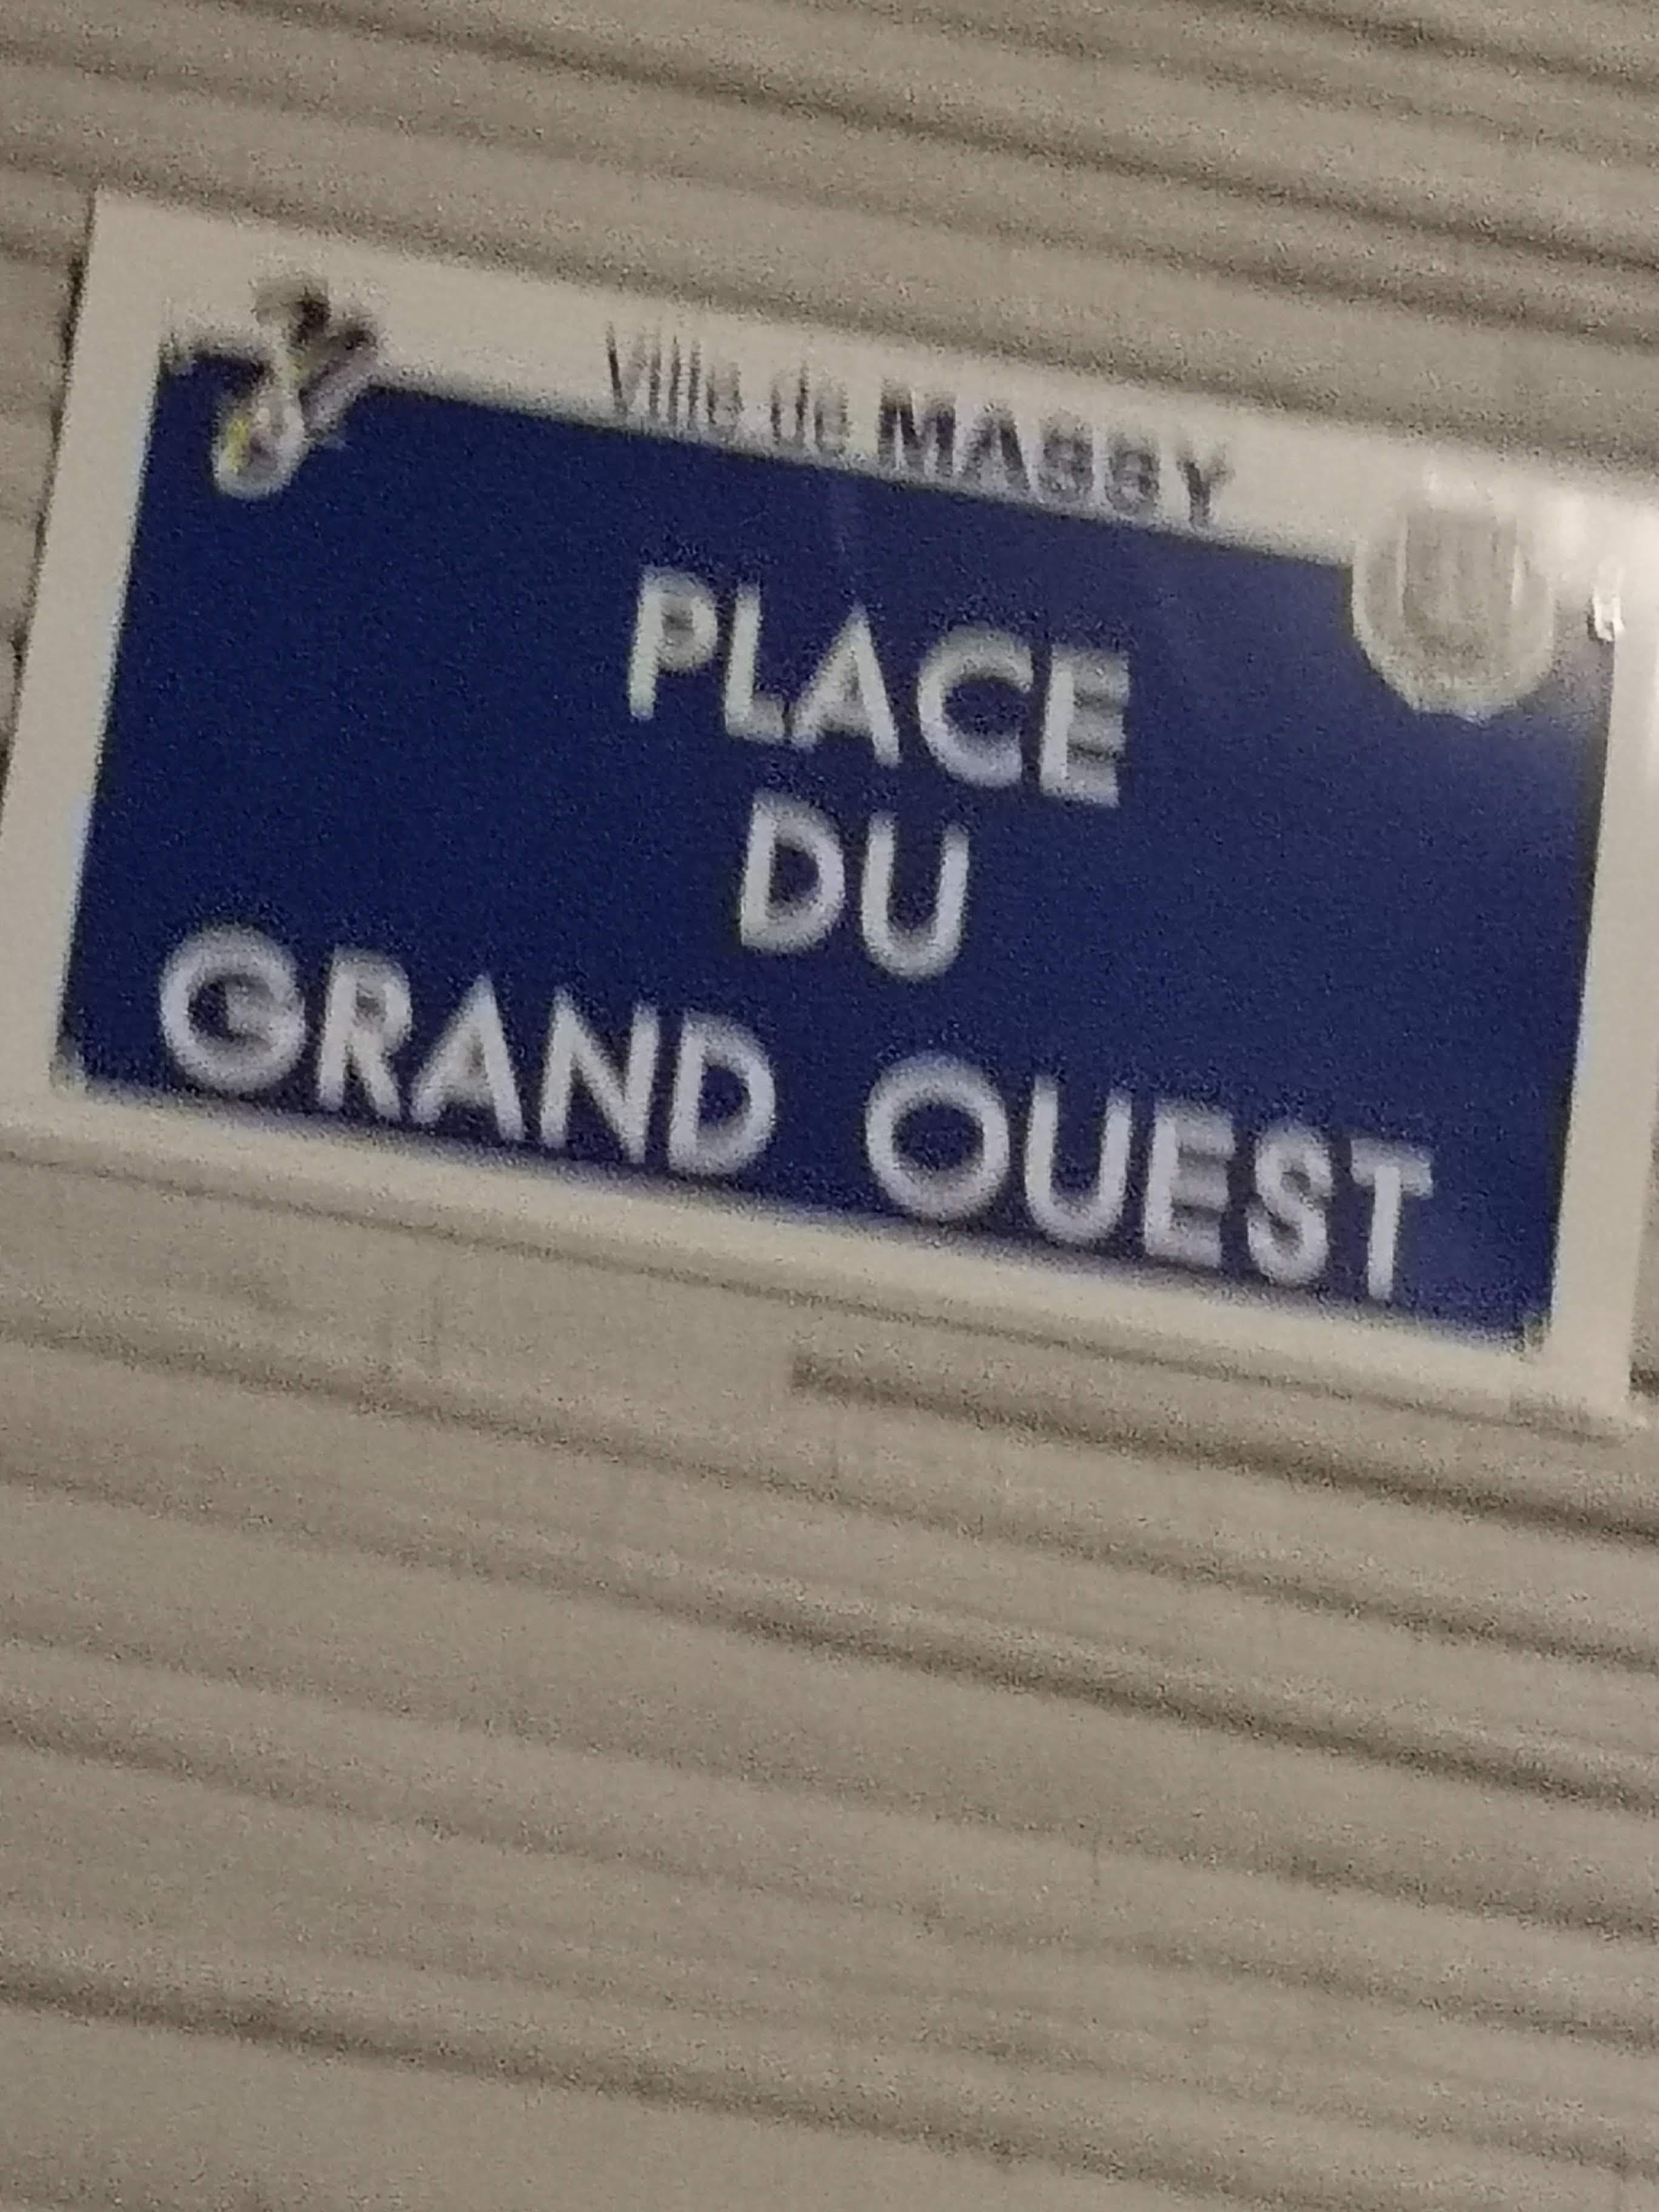 Ville de MASSY
PLACE
DU
GRAND OUEST